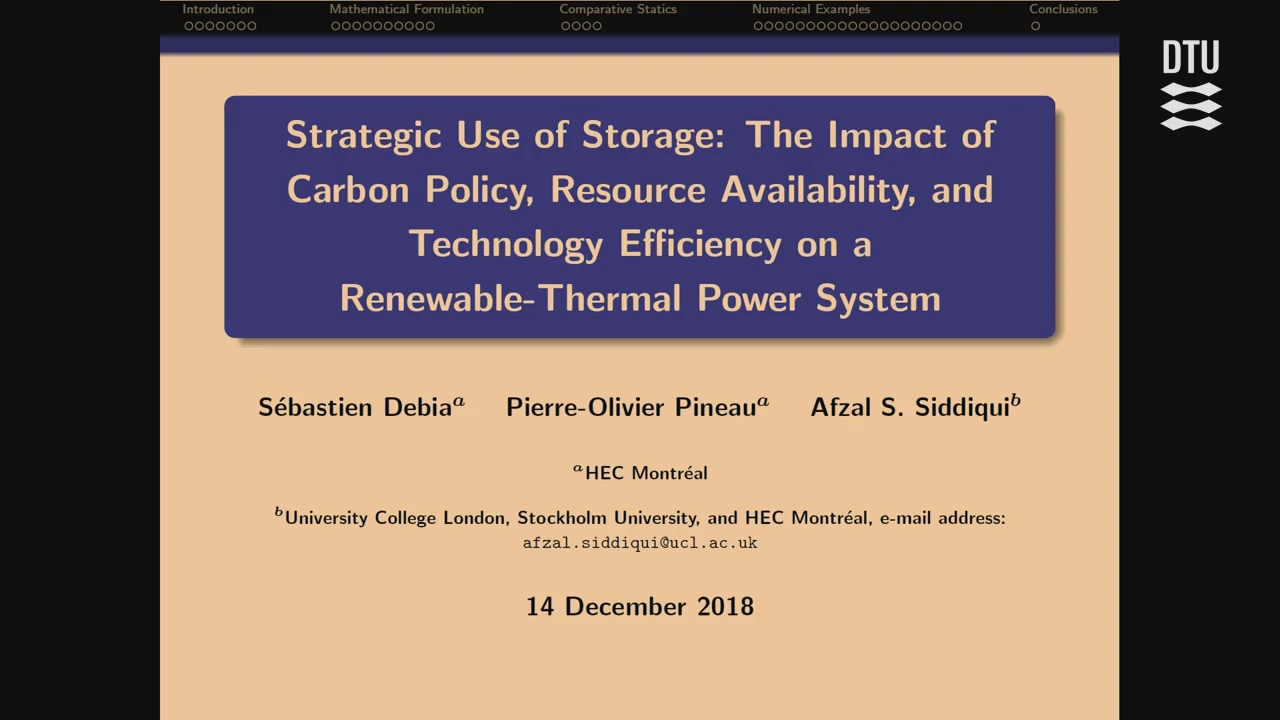 Introduction Mathematical Formulation Comparative Statics Numerical Examples Conclusions
DTU
Strategic Use of Storage: The Impact of
Carbon Policy, Resource Availability, and
Technology Efficiency on a
Renewable-Thermal Power System
Sébastien Debiaᵃ Pierre-Olivier Pineauᵃ Afzal S. Siddiquiᵇ
ᵃHEC Montréal
ᵇUniversity College London, Stockholm University, and HEC Montréal, e-mail address:
afzal.siddiqui@ucl.ac.uk
14 December 2018